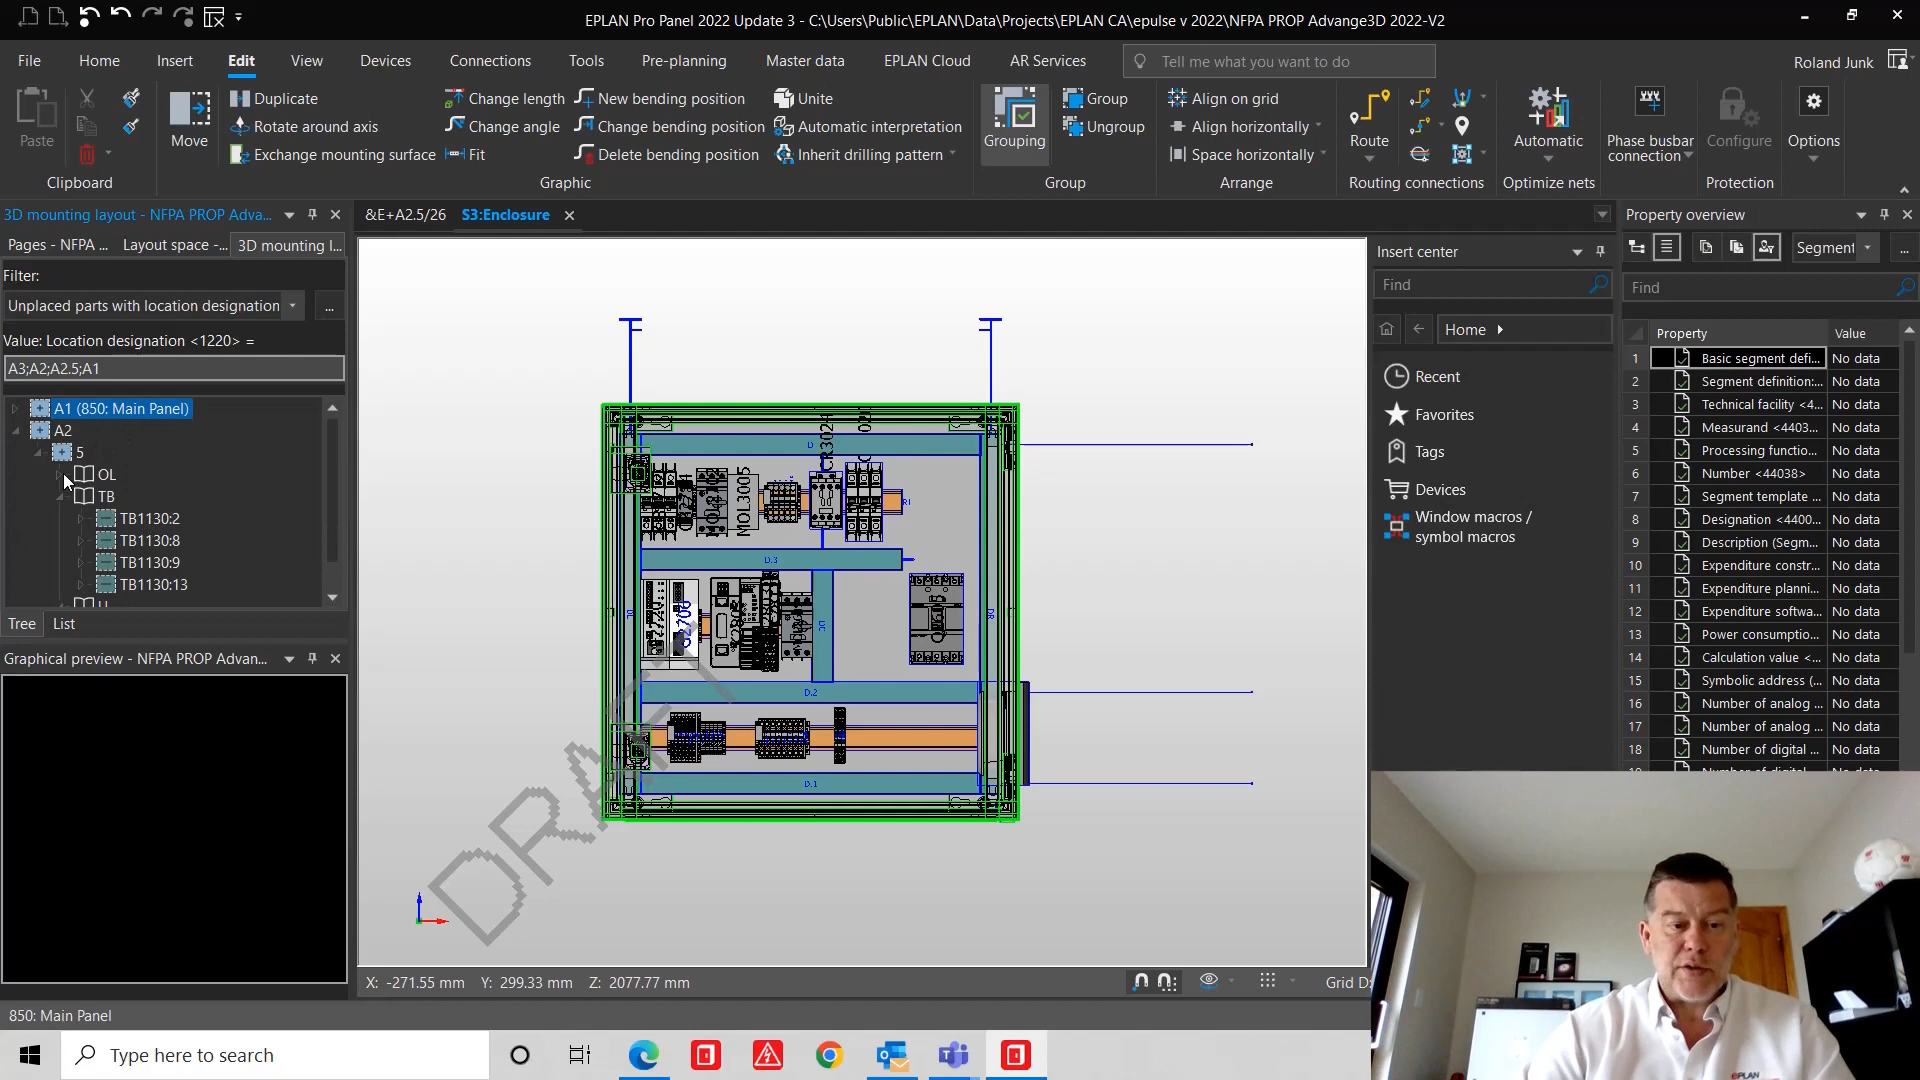 EPLAN Pro Panel 2022 Update 3 - C:\Users\Public\EPLAN\Data\Projects\EPLAN CA\epulse v 2022\NFPA PROP Advange3D 2022-V2
File Home Insert Edit View Devices Connections Tools Pre-planning Master data EPLAN Cloud AR Services Tell me what you want to do Roland Junk
Paste
Clipboard
Move
Duplicate
Rotate around axis
Exchange mounting surface
Change length
Change angle
Fit
New bending position
Change bending position
Delete bending position
Unite
Automatic interpretation
Inherit drilling pattern
Graphic
Grouping
Group
Ungroup
Group
Align on grid
Align horizontally
Space horizontally
Arrange
Route
Routing connections
Automatic
Optimize nets
Phase busbar
connection
Configure
Protection
Options
3D mounting layout - NFPA PROP Adva...
Pages - NFPA ... Layout space -... 3D mounting l...
Filter:
Unplaced parts with location designation ...
Value: Location designation <1220> =
A3;A2;A2.5;A1
A1 (850: Main Panel)
A2
5
OL
TB
TB1130:2
TB1130:8
TB1130:9
TB1130:13
Tree List
Graphical preview - NFPA PROP Advan...
850: Main Panel
&E+A2.5/26 S3:Enclosure
CR3024
MOL3005
D.3
D.2
D.1
DRAFT
X: -271.55 mm Y: 299.33 mm Z: 2077.77 mm
Grid D:
Insert center
Find
Home
Recent
Favorites
Tags
Devices
Window macros /
symbol macros
Property overview
Segment ...
Find
Property Value
1 Basic segment defi... No data
2 Segment definition:... No data
3 Technical facility <4... No data
4 Measurand <4403... No data
5 Processing functio... No data
6 Number <44038> No data
7 Segment template ... No data
8 Designation <4400... No data
9 Description (Segm... No data
10 Expenditure constr... No data
11 Expenditure planni... No data
12 Expenditure softwa... No data
13 Power consumptio... No data
14 Calculation value <... No data
15 Symbolic address (... No data
16 Number of analog ... No data
17 Number of analog ... No data
18 Number of digital ... No data
EPLAN
Type here to search